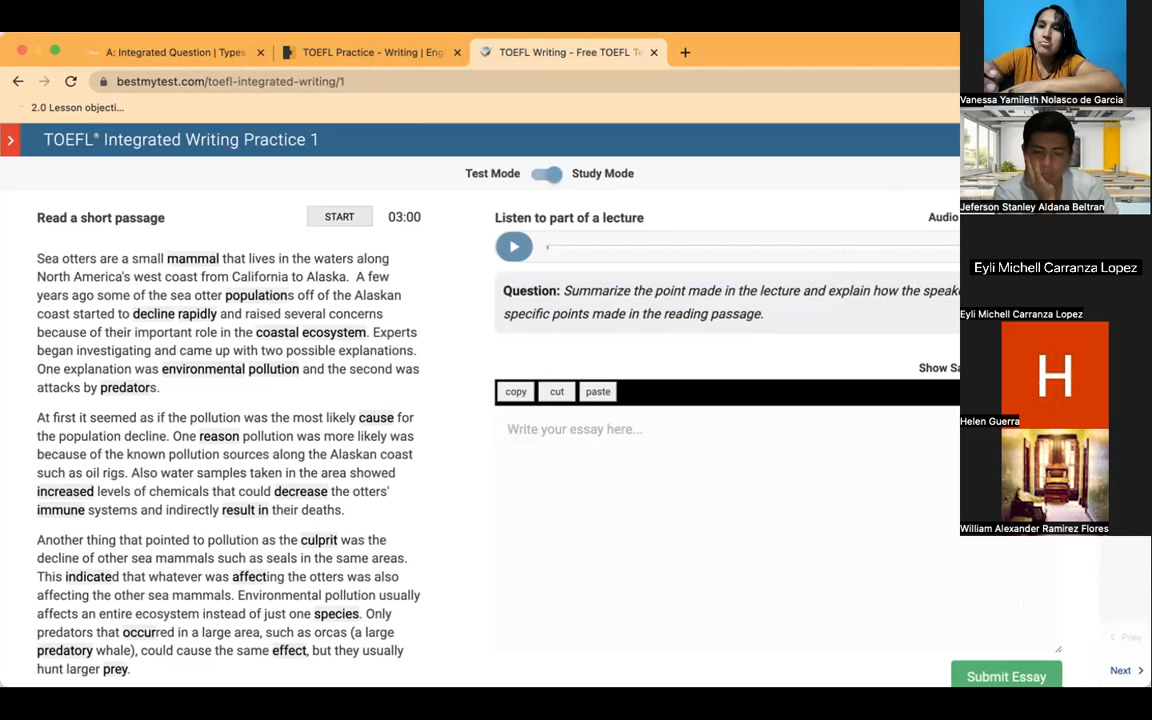 A: Integrated Question | Types
TOEFL Practice - Writing | Eng
TOEFL Writing - Free TOEFL Te
bestmytest.com/toefl-integrated-writing/1
2.0 Lesson objecti...
TOEFL® Integrated Writing Practice 1
Test Mode
Study Mode
Read a short passage
START
03:00
Sea otters are a small mammal that lives in the waters along
North America's west coast from California to Alaska. A few
years ago some of the sea otter populations off of the Alaskan
coast started to decline rapidly and raised several concerns
because of their important role in the coastal ecosystem. Experts
began investigating and came up with two possible explanations.
One explanation was environmental pollution and the second was
attacks by predators.
At first it seemed as if the pollution was the most likely cause for
the population decline. One reason pollution was more likely was
because of the known pollution sources along the Alaskan coast
such as oil rigs. Also water samples taken in the area showed
increased levels of chemicals that could decrease the otters'
immune systems and indirectly result in their deaths.
Another thing that pointed to pollution as the culprit was the
decline of other sea mammals such as seals in the same areas.
This indicated that whatever was affecting the otters was also
affecting the other sea mammals. Environmental pollution usually
affects an entire ecosystem instead of just one species. Only
predators that occurred in a large area, such as orcas (a large
predatory whale), could cause the same effect, but they usually
hunt larger prey.
Listen to part of a lecture
Audio
Question: Summarize the point made in the lecture and explain how the speake
specific points made in the reading passage.
Show Sa
copy
cut
paste
Write your essay here...
Submit Essay
Prev
Next
Vanessa Yamileth Nolasco de Garcia
Jeferson Stanley Aldana Beltran
Eyli Michell Carranza Lopez
Eyli Michell Carranza Lopez
H
Helen Guerra
William Alexander Ramirez Flores